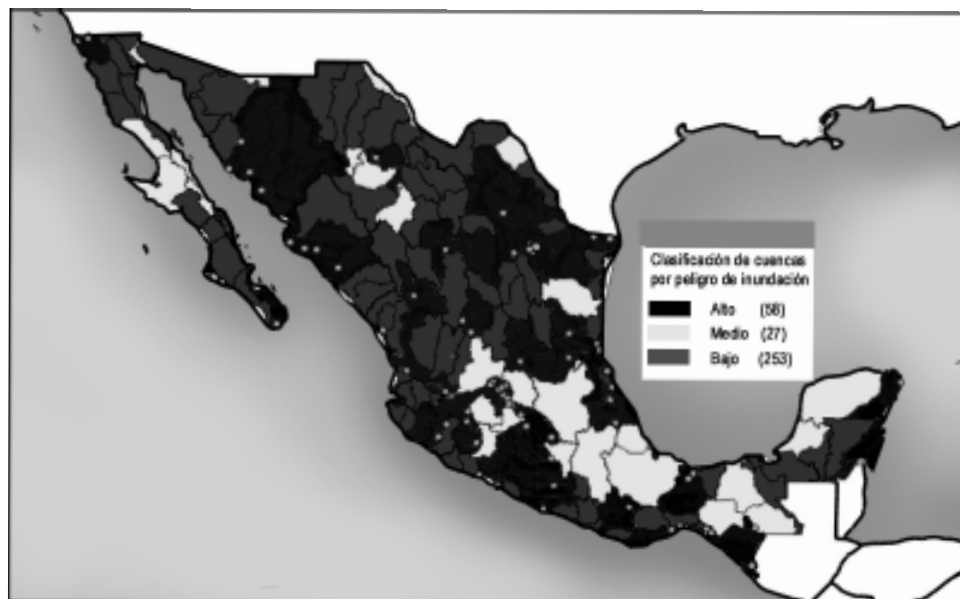 Clasificación de cuencas
por peligro de inundación
Alto (58)
Medio (27)
Bajo (253)